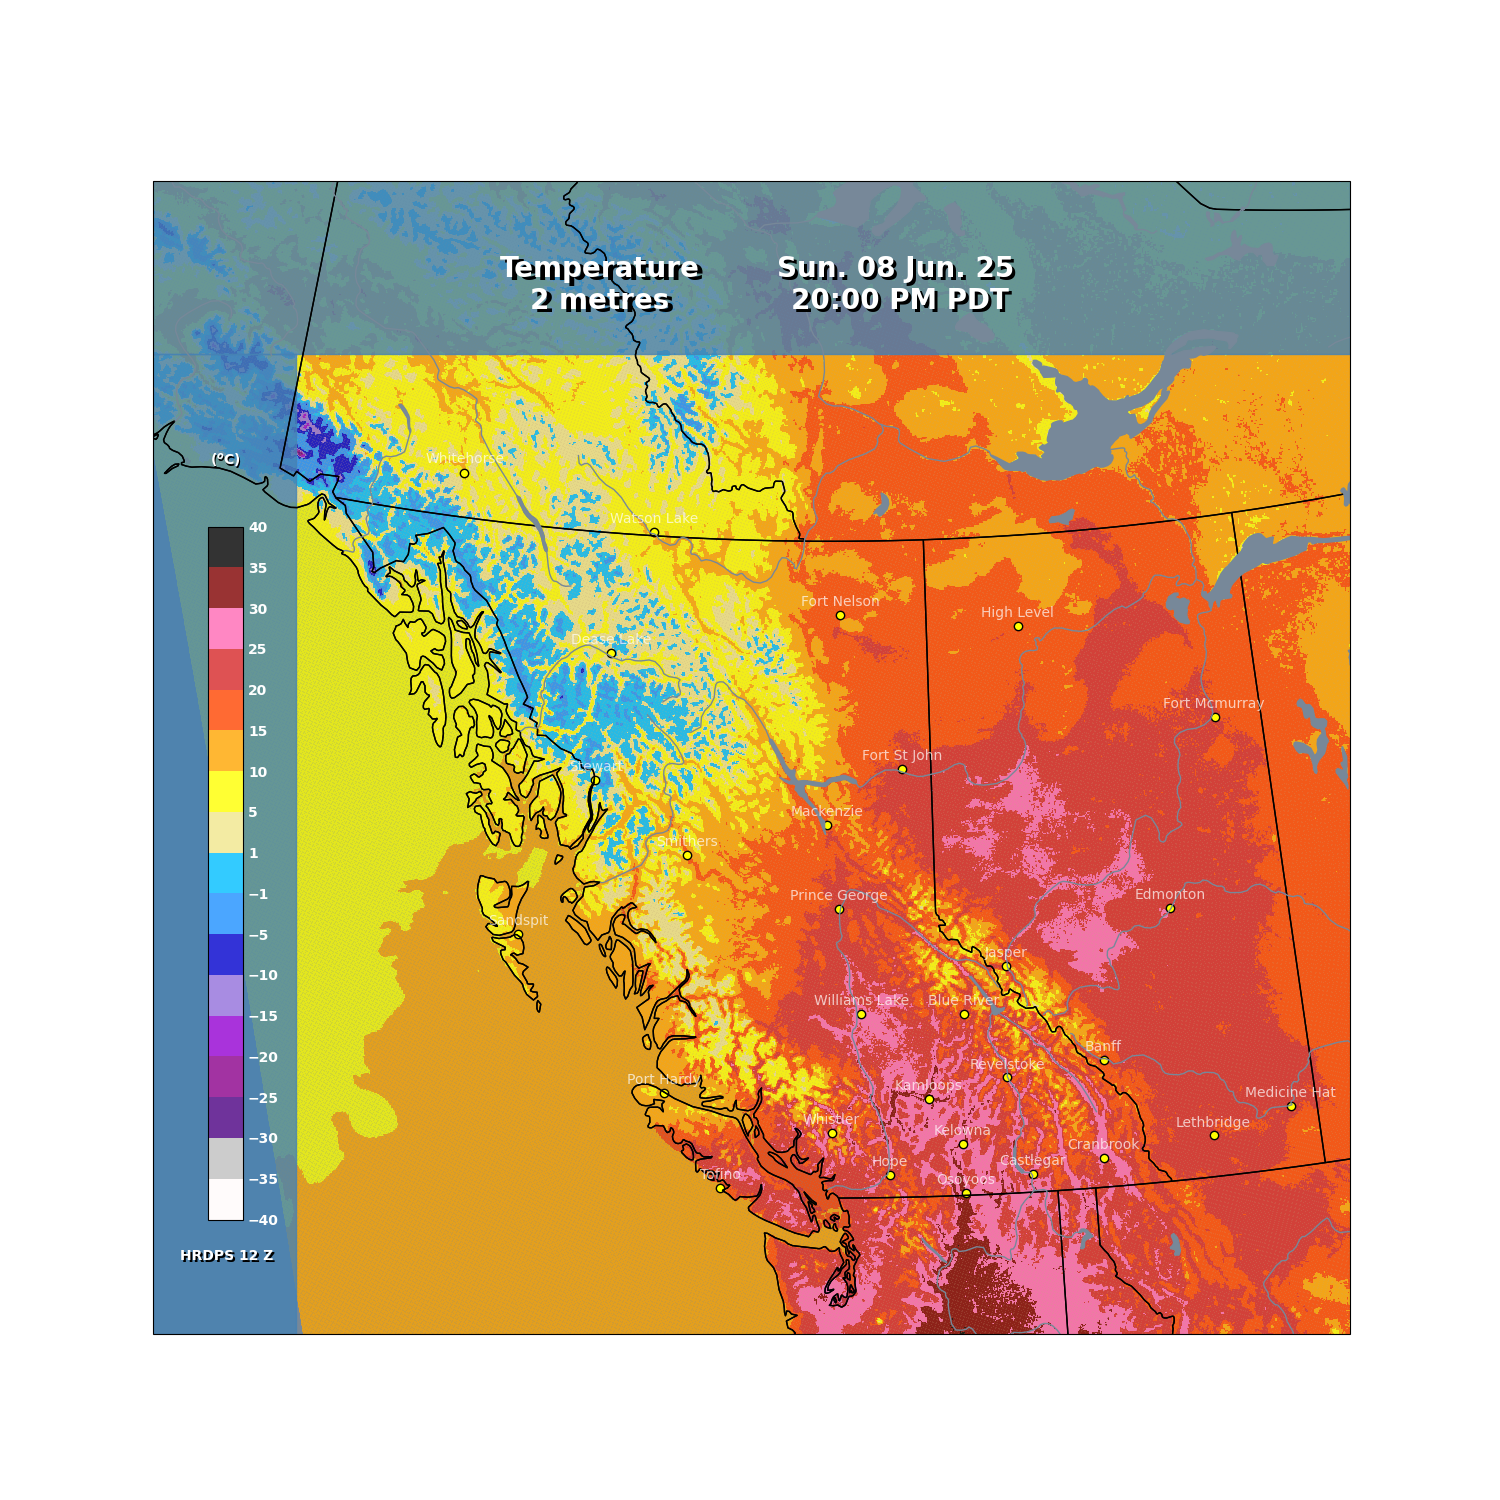 Temperature
2 metres
Sun. 08 Jun. 25
20:00 PM PDT
(°C)
40
35
30
25
20
15
10
5
1
−1
−5
−10
−15
−20
−25
−30
−35
−40
HRDPS 12 Z
Whitehorse
Watson Lake
Fort Nelson
High Level
Dease Lake
Fort Mcmurray
Fort St John
Stewart
Mackenzie
Smithers
Prince George
Edmonton
Sandspit
Jasper
Williams Lake
Blue River
Banff
Revelstoke
Port Hardy
Kamloops
Medicine Hat
Whistler
Lethbridge
Kelowna
Cranbrook
Hope
Castlegar
Tofino
Osoyoos